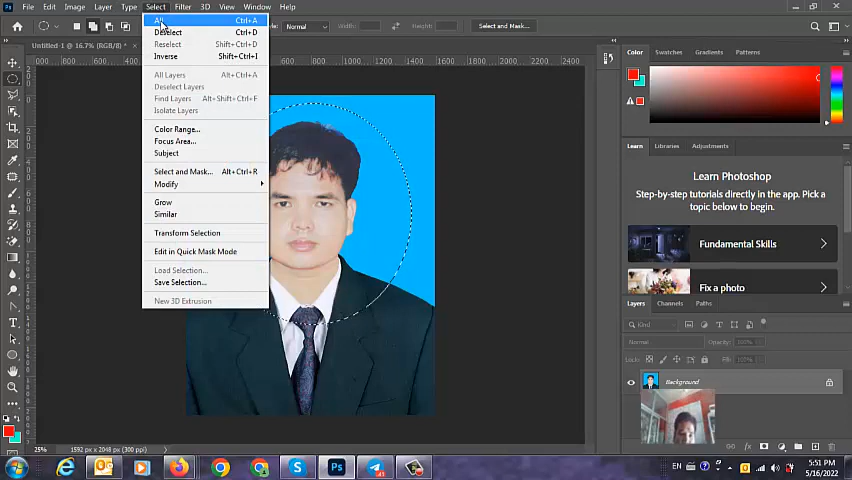 File Edit Image Layer Type Select Filter 3D View Window Help
Normal Width: Height: Select and Mask...
Untitled-1 @ 16.7% (RGB/8) *
All Ctrl+A
Deselect Ctrl+D
Reselect Shift+Ctrl+D
Inverse Shift+Ctrl+I
All Layers Alt+Ctrl+A
Deselect Layers
Find Layers Alt+Shift+Ctrl+F
Isolate Layers
Color Range...
Focus Area...
Subject
Select and Mask... Alt+Ctrl+R
Modify
Grow
Similar
Transform Selection
Edit in Quick Mask Mode
Load Selection...
Save Selection...
New 3D Extrusion
800 1000 1200 1400 1600 1800 2000 2200 2400
Color Swatches Gradients Patterns
Learn Libraries Adjustments
Learn Photoshop
Step-by-step tutorials directly in the app. Pick a
topic below to begin.
Fundamental Skills
Fix a photo
Layers Channels Paths
Kind
Normal Opacity: 100%
Lock: Fill: 100%
Background
25% 1592 px x 2048 px (300 ppi)
EN 5:51 PM
5/16/2022